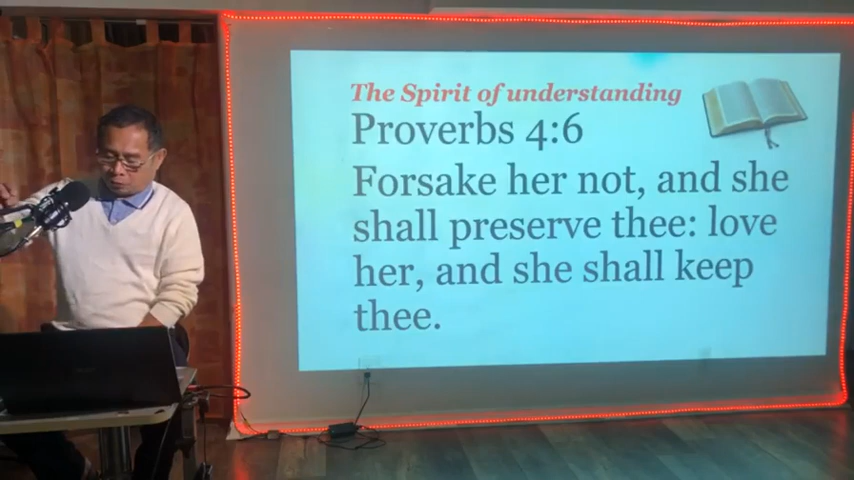 The Spirit of understanding
Proverbs 4:6
Forsake her not, and she
shall preserve thee: love
her, and she shall keep
thee.